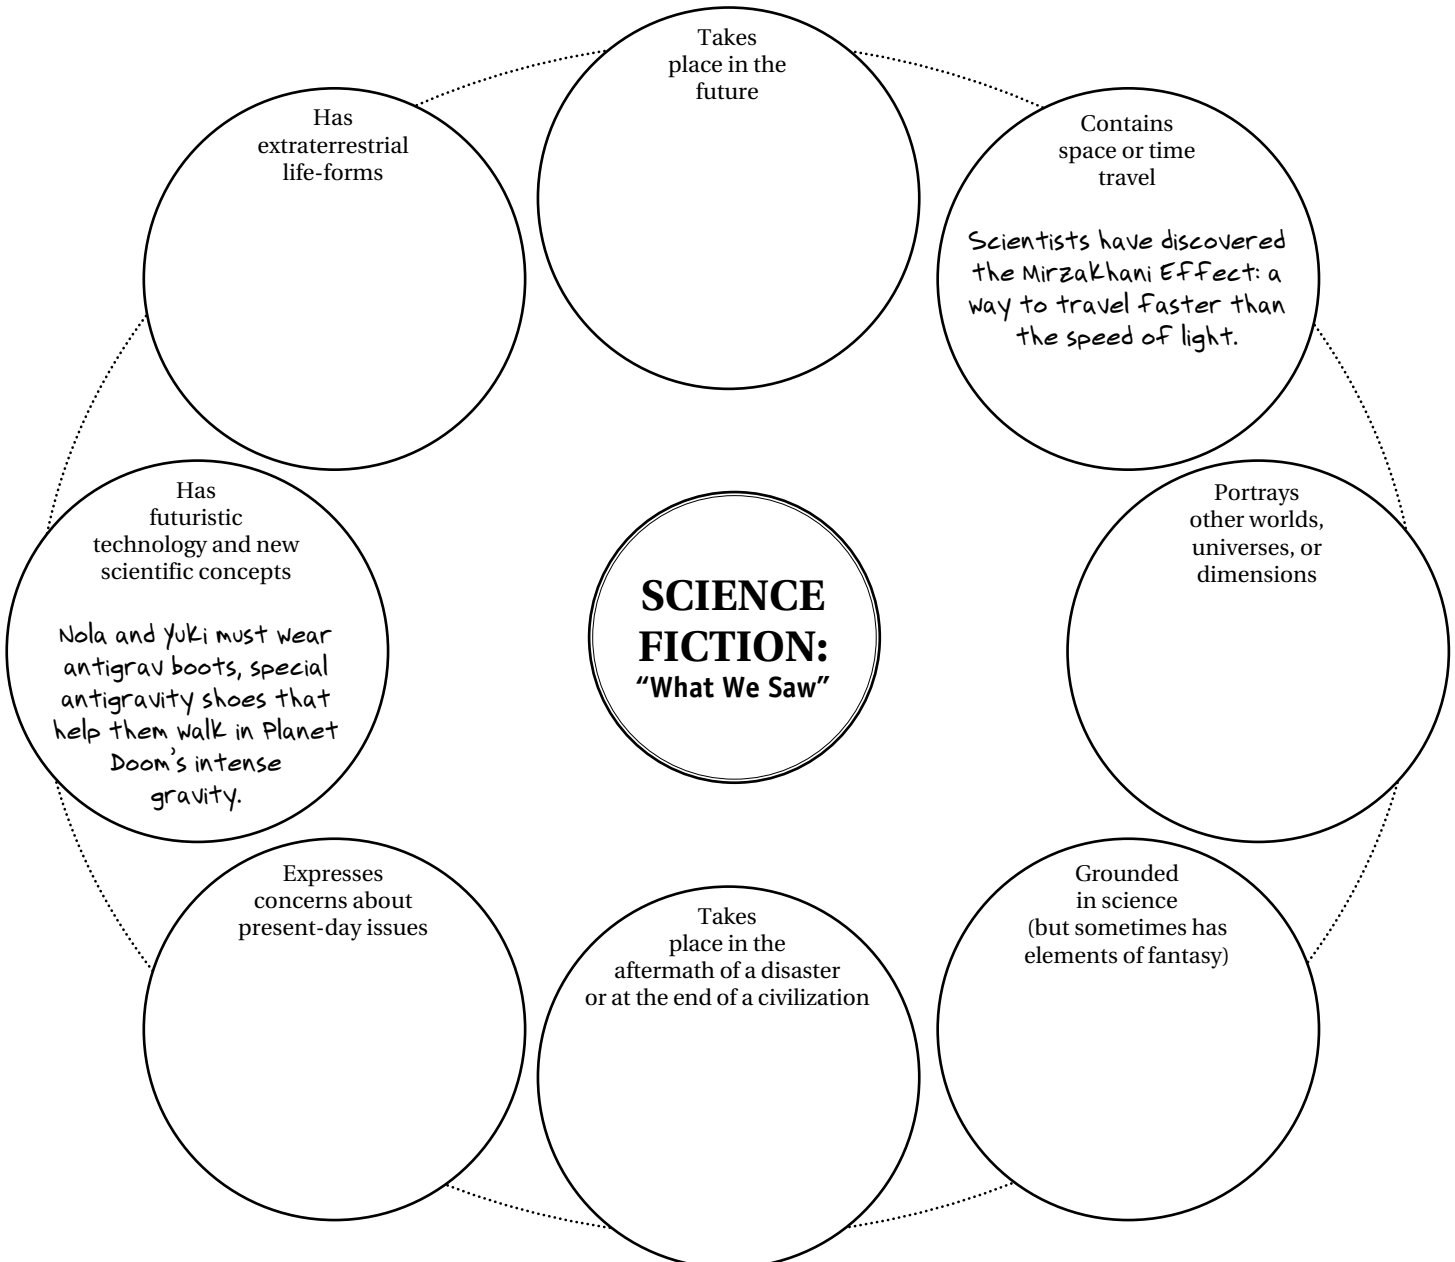 Takes
place in the
future
Has
extraterrestrial
life-forms
Contains
space or time
travel
Scientists have discovered
the Mirzakhani Effect: a
way to travel faster than
the speed of light.
Has
futuristic
technology and new
scientific concepts
Nola and Yuki must wear
antigrav boots, special
antigravity shoes that
help them walk in Planet
Doom's intense
gravity.
SCIENCE
FICTION:
“What We Saw”
Portrays
other worlds,
universes, or
dimensions
Expresses
concerns about
present-day issues
Takes
place in the
aftermath of a disaster
or at the end of a civilization
Grounded
in science
(but sometimes has
elements of fantasy)